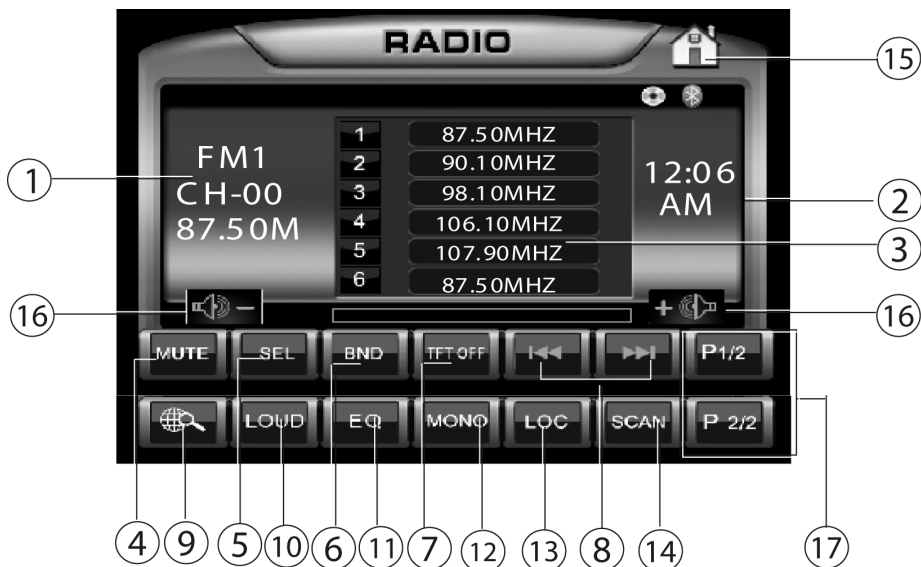 RADIO
15
1 87.50MHZ
2 90.10MHZ
3 98.10MHZ
4 106.10MHZ
5 107.90MHZ
6 87.50MHZ
FM1
CH-00
87.50M
12:06
AM
1
2
3
16
−
+
16
MUTE SEL BND TFT OFF P1/2
LOUD EQ MONO LOC SCAN P 2/2
4 9 5 10 6 11 7 12 13 8 14 17